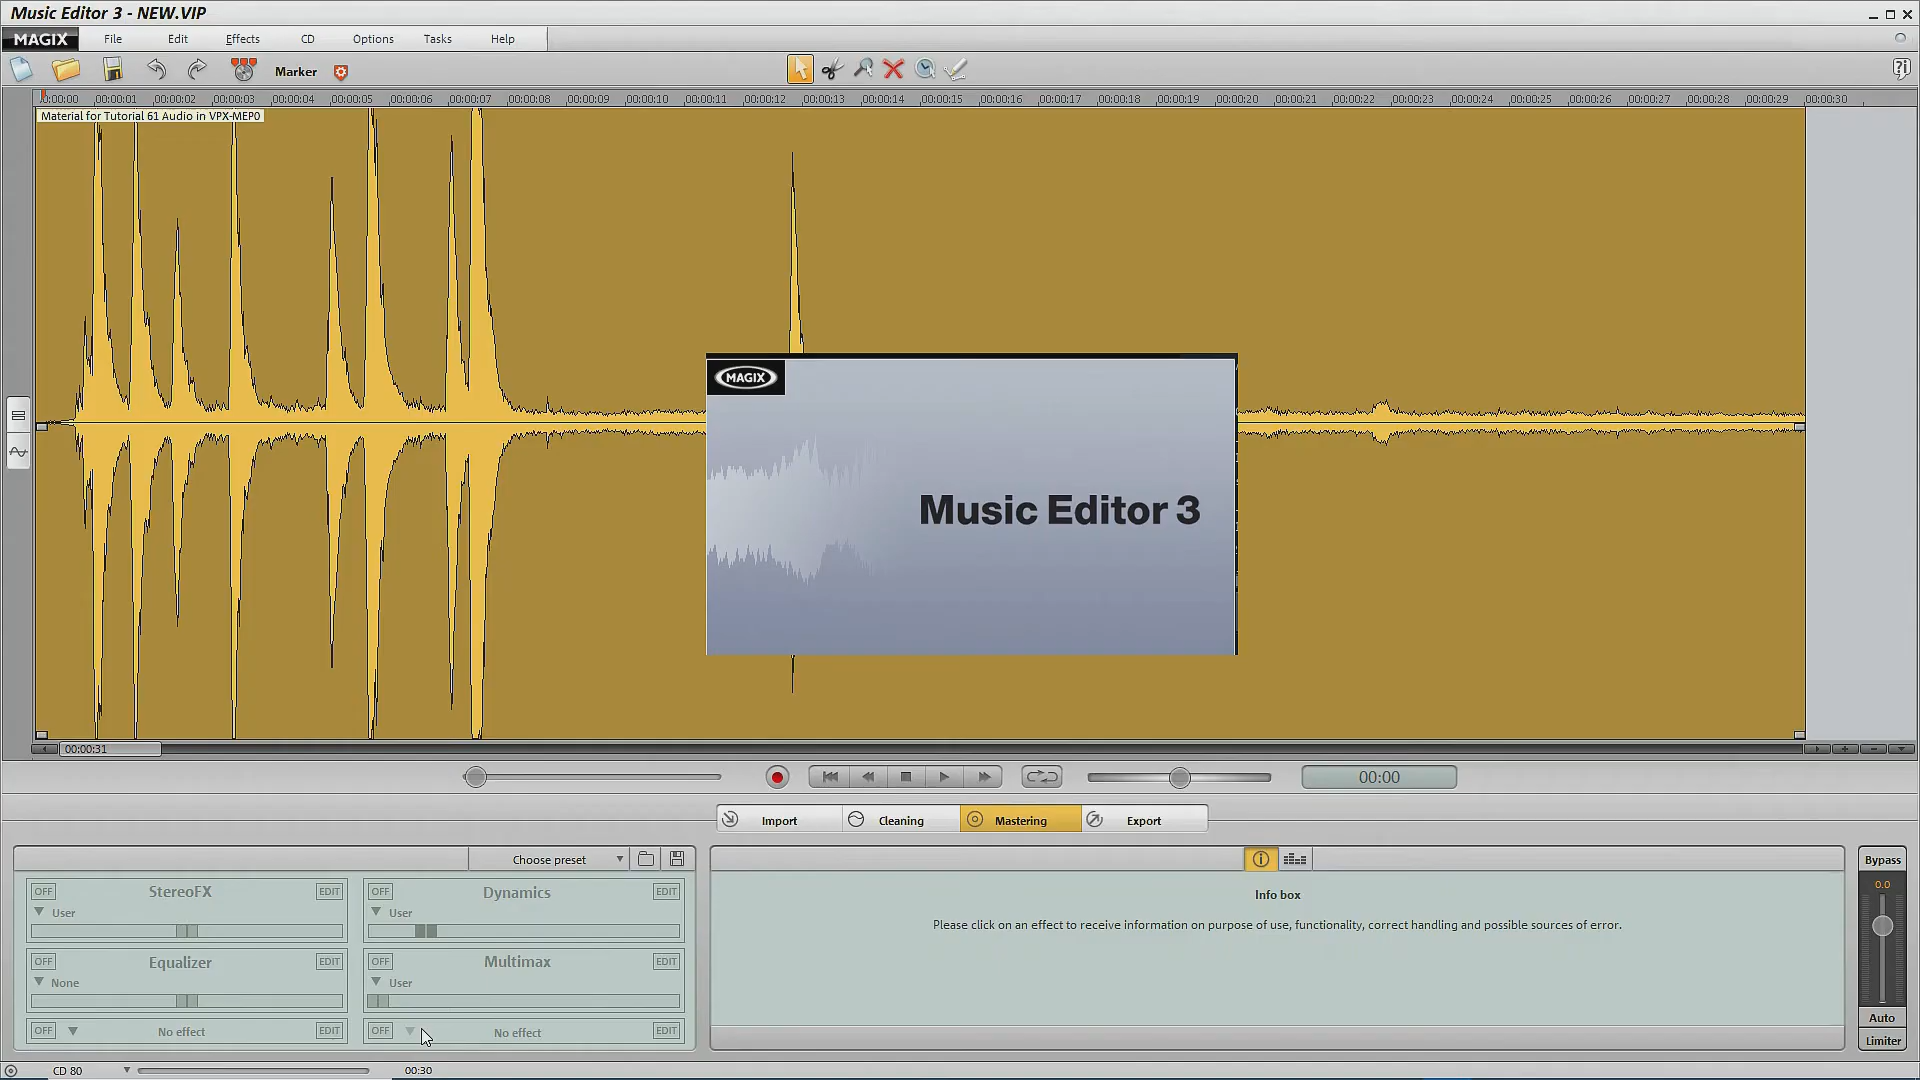 Music Editor 3 - NEW.VIP
MAGIX File Edit Effects CD Options Tasks Help
Marker
00:00:00 00:00:01 00:00:02 00:00:03 00:00:04 00:00:05 00:00:06 00:00:07 00:00:08 00:00:09 00:00:10 00:00:11 00:00:12 00:00:13 00:00:14 00:00:15 00:00:16 00:00:17 00:00:18 00:00:19 00:00:20 00:00:21 00:00:22 00:00:23 00:00:24 00:00:25 00:00:26 00:00:27 00:00:28 00:00:29 00:00:30
Material for Tutorial 61 Audio in VPX-MEP0
MAGIX
Music Editor 3
00:00:31
00:00
Import Cleaning Mastering Export
Choose preset
Bypass
OFF StereoFX EDIT OFF Dynamics EDIT
0.0
Info box
User User
Please click on an effect to receive information on purpose of use, functionality, correct handling and possible sources of error.
OFF Equalizer EDIT OFF Multimax EDIT
None User
Auto
OFF No effect EDIT OFF No effect EDIT
Limiter
CD 80 00:30